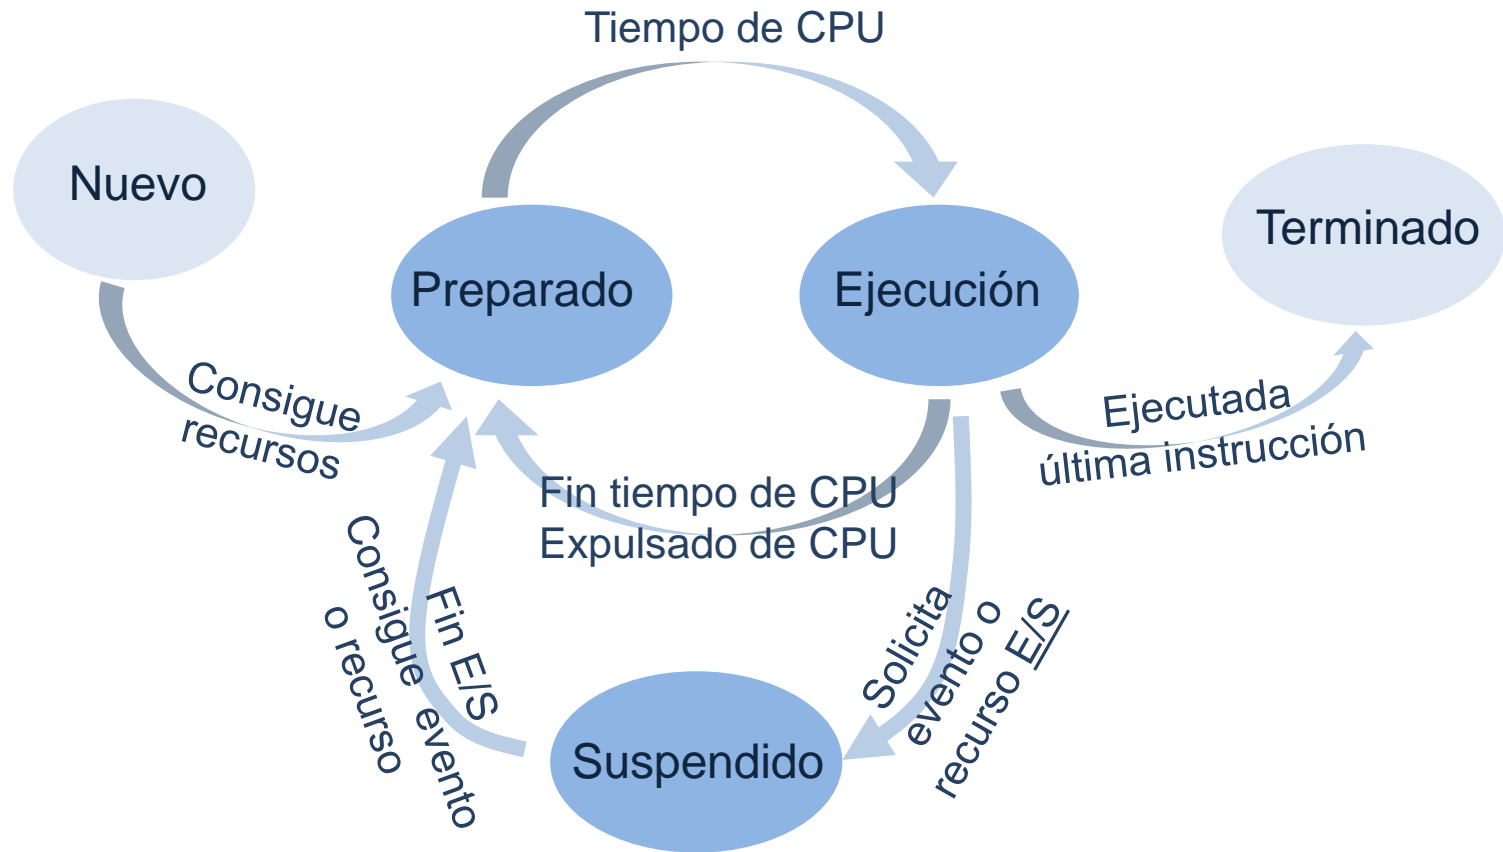 Tiempo de CPU
Nuevo
Terminado
Preparado
Ejecución
Consigue
recursos
Ejecutada
última instrucción
Fin tiempo de CPU
Expulsado de CPU
Fin E/S
Consigue evento
o recurso
Solicita
evento o
recurso E/S
Suspendido